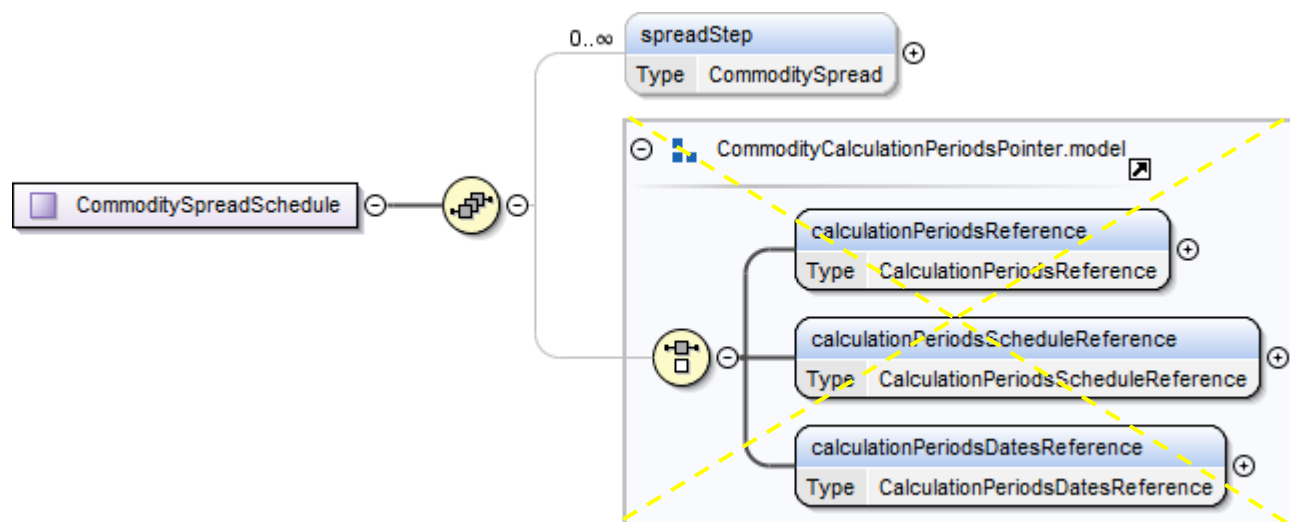 0..∞
spreadStep
Type CommoditySpread
CommodityCalculationPeriodsPointer.model
CommoditySpreadSchedule
calculationPeriodsReference
Type CalculationPeriodsReference
calculationPeriodsScheduleReference
Type CalculationPeriodsScheduleReference
calculationPeriodsDatesReference
Type CalculationPeriodsDatesReference